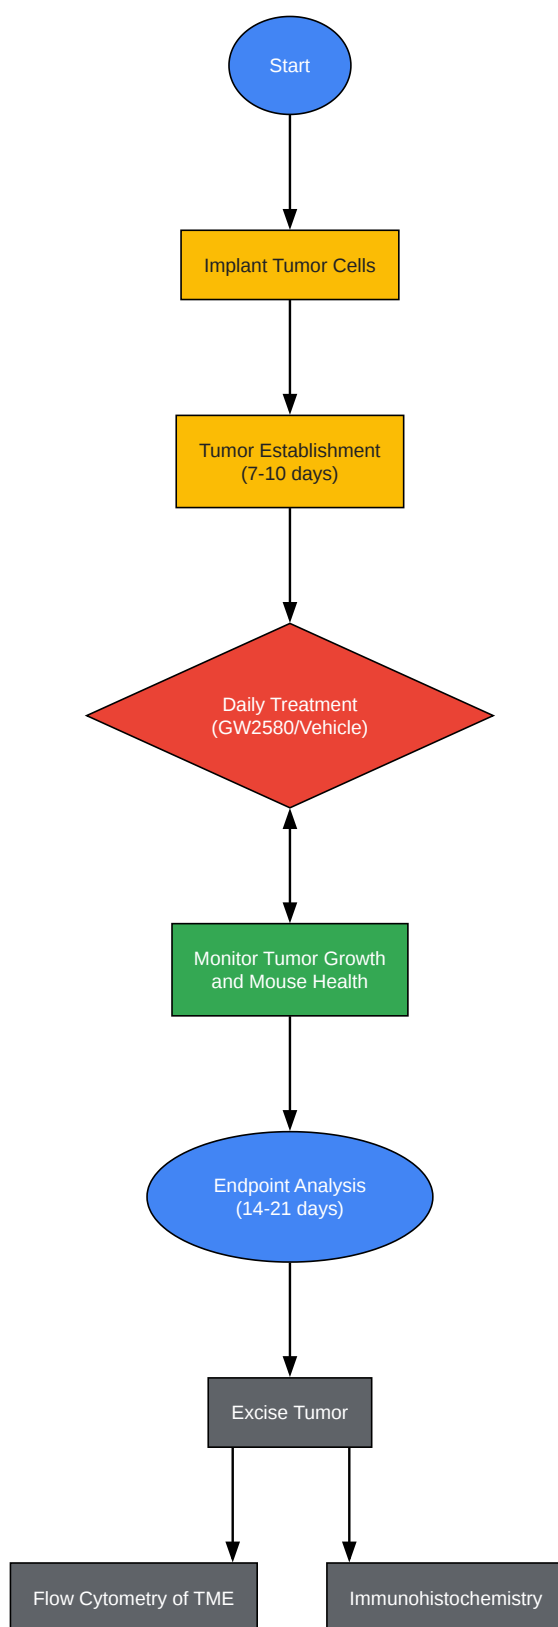 Start
Implant Tumor Cells
Tumor Establishment
(7-10 days)
Daily Treatment
(GW2580/Vehicle)
Monitor Tumor Growth
and Mouse Health
Endpoint Analysis
(14-21 days)
Excise Tumor
Flow Cytometry of TME
Immunohistochemistry